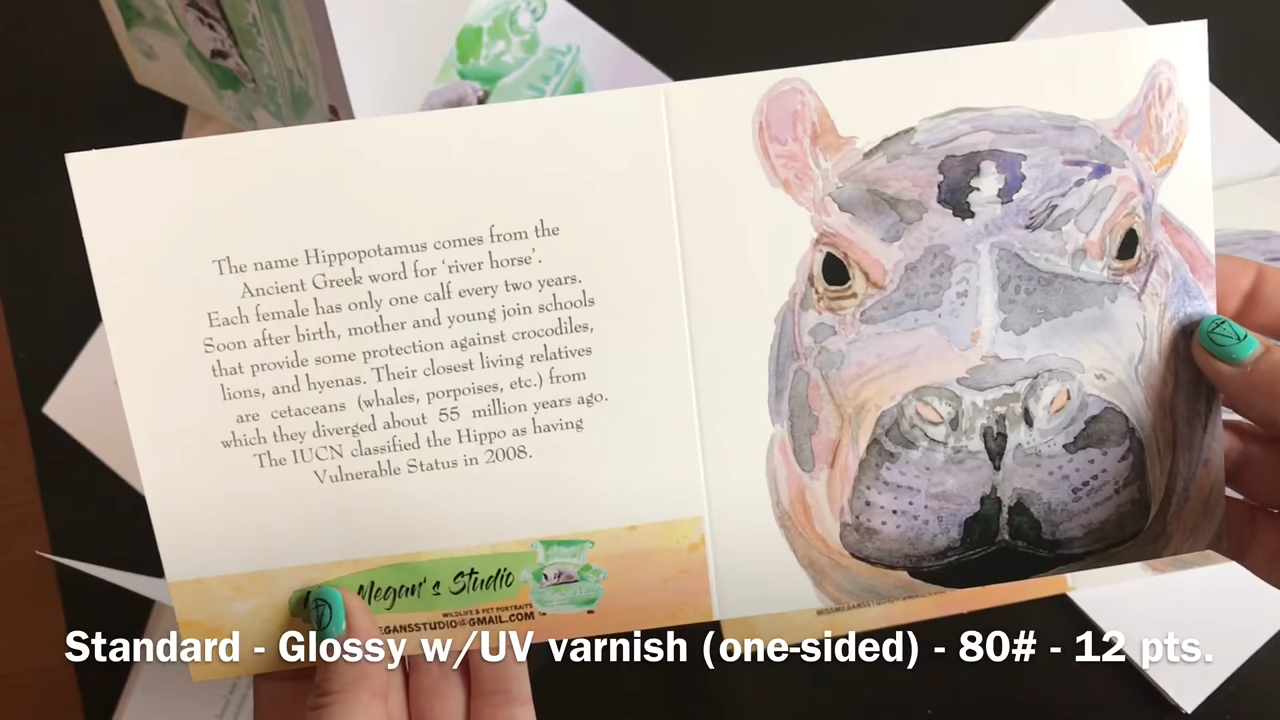 The name Hippopotamus comes from the
Ancient Greek word for 'river horse'.
Each female has only one calf every two years.
Soon after birth, mother and young join schools
that provide some protection against crocodiles,
lions, and hyenas. Their closest living relatives
are cetaceans (whales, porpoises, etc.) from
which they diverged about 55 million years ago.
The IUCN classified the Hippo as having
Vulnerable Status in 2008.
Megan's Studio
WILDLIFE & PET PORTRAITS
EGANSSTUDIO@GMAIL.COM
Standard - Glossy w/UV varnish (one-sided) - 80# - 12 pts.